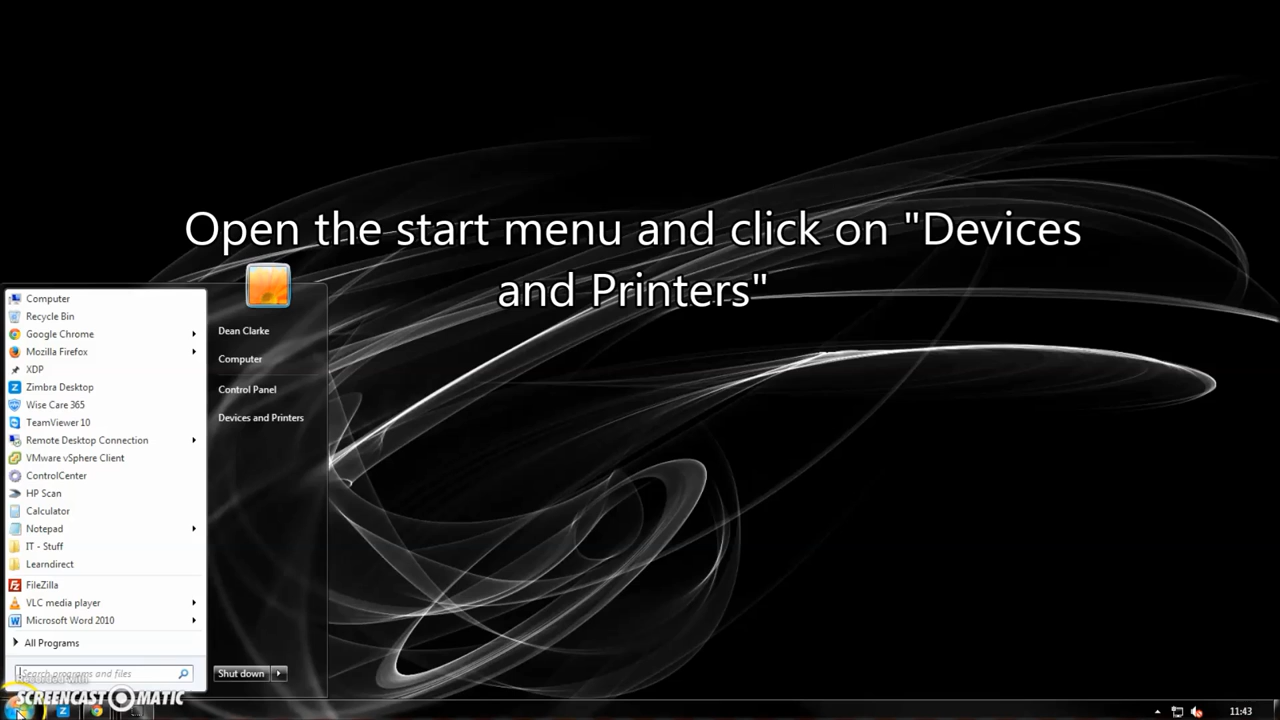 Open the start menu and click on "Devices
and Printers"
Computer
Recycle Bin
Google Chrome
Mozilla Firefox
XDP
Zimbra Desktop
Wise Care 365
TeamViewer 10
Remote Desktop Connection
VMware vSphere Client
ControlCenter
HP Scan
Calculator
Notepad
IT - Stuff
Learndirect
FileZilla
VLC media player
Microsoft Word 2010
All Programs
Search programs and files
Dean Clarke
Computer
Control Panel
Devices and Printers
Shut down
Recorded with
SCREENCAST-O-MATIC
11:43